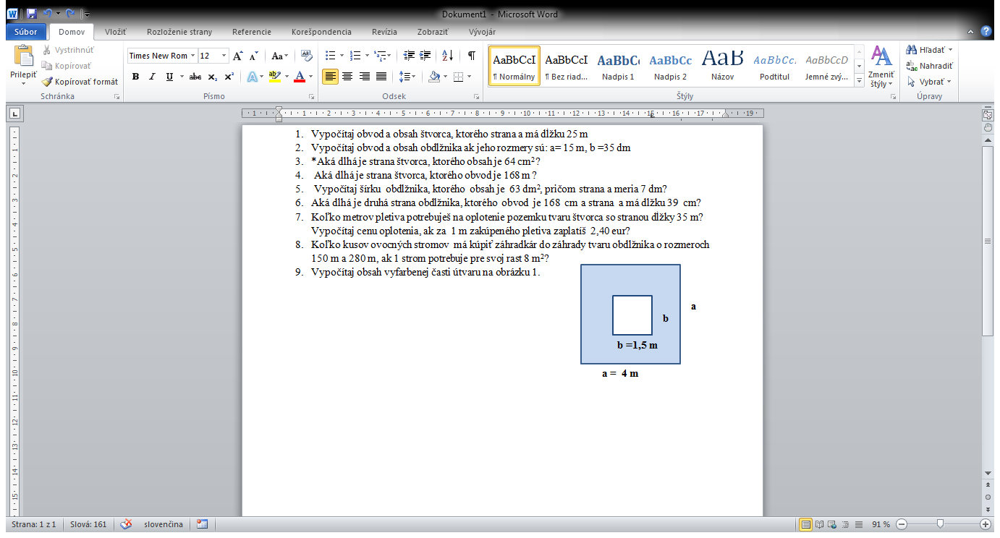 Dokument1 - Microsoft Word
Súbor Domov Vložiť Rozloženie strany Referencie Korešpondencia Revízia Zobraziť Vývojár
Prilepiť
Vystrihnúť
Kopírovať
Kopírovať formát
Schránka
Times New Rom 12
Písmo
Odsek
AaBbCcI AaBbCcI AaBbCc AaBbCc AaB AaBbCc. AaBbCcD
¶ Normálny ¶ Bez riad... Nadpis 1 Nadpis 2 Názov Podtitul Jemné zvý...
Zmeniť štýly
Štýly
Hľadať
Nahradiť
Vybrať
Úpravy
1. Vypočítaj obvod a obsah štvorca, ktorého strana a má dĺžku 25 m
2. Vypočítaj obvod a obsah obdĺžnika ak jeho rozmery sú: a= 15 m, b =35 dm
3. *Aká dlhá je strana štvorca, ktorého obsah je 64 cm²?
4. Aká dlhá je strana štvorca, ktorého obvod je 168 m ?
5. Vypočítaj šírku obdĺžnika, ktorého obsah je 63 dm², pričom strana a meria 7 dm?
6. Aká dlhá je druhá strana obdĺžnika, ktorého obvod je 168 cm a strana a má dĺžku 39 cm?
7. Koľko metrov pletiva potrebuješ na oplotenie pozemku tvaru štvorca so stranou dĺžky 35 m?
Vypočítaj cenu oplotenia, ak za 1 m zakúpeného pletiva zaplatíš 2,40 eur?
8. Koľko kusov ovocných stromov má kúpiť záhradkár do záhrady tvaru obdĺžnika o rozmeroch
150 m a 280 m, ak 1 strom potrebuje pre svoj rast 8 m²?
9. Vypočítaj obsah vyfarbenej časti útvaru na obrázku 1.
a
b
b =1,5 m
a = 4 m
Strana: 1 z 1 Slová: 161 slovenčina 91 %